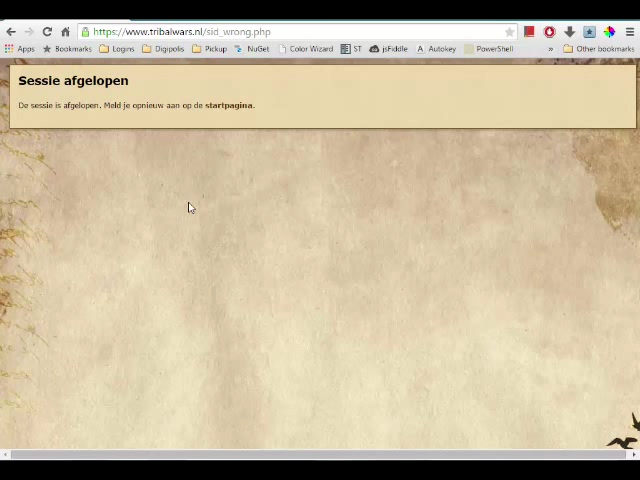 https://www.tribalwars.nl/sid_wrong.php
Apps Bookmarks Logins Digipolis Pickup NuGet Color Wizard ST jsFiddle Autokey PowerShell » Other bookmarks
Sessie afgelopen
De sessie is afgelopen. Meld je opnieuw aan op de startpagina.